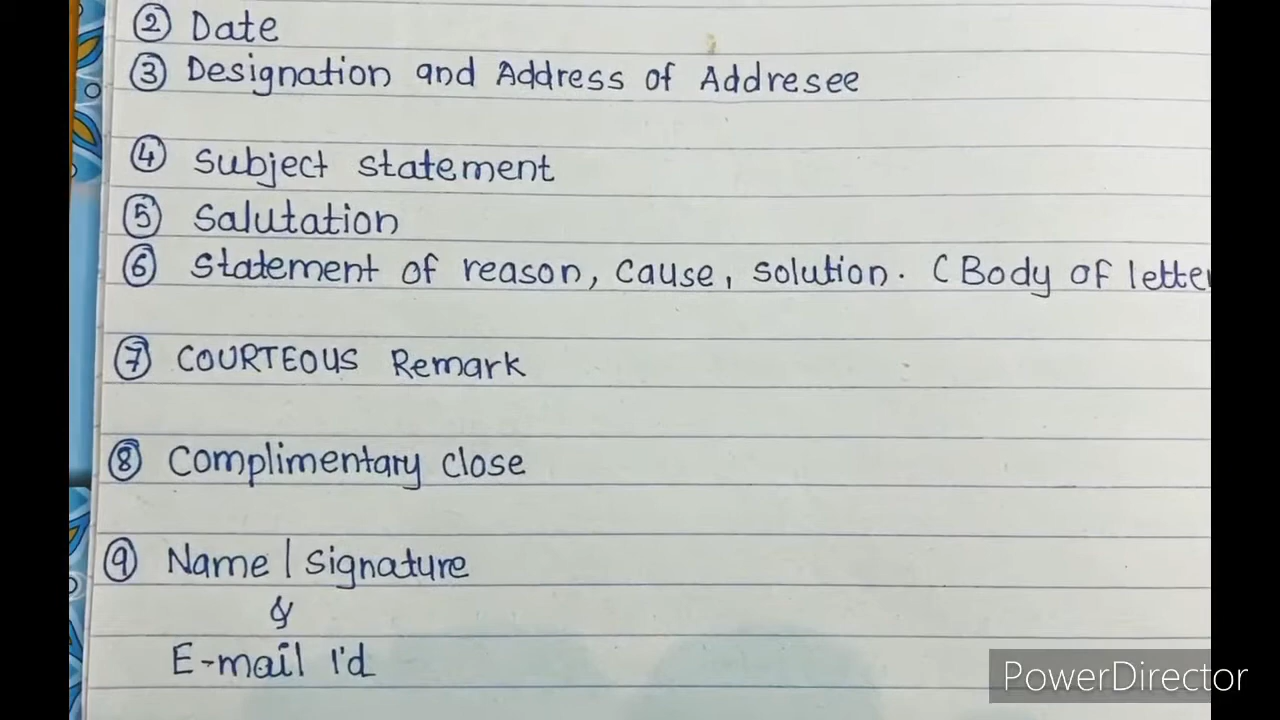 ② Date
③ Designation and Address of Addresee
④ Subject statement
⑤ Salutation
⑥ Statement of reason, cause, solution. (Body of letter
⑦ COURTEOUS Remark
⑧ Complimentary close
⑨ Name | Signature
&
E-mail I'd
PowerDirector